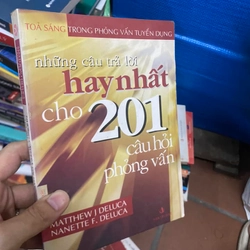 TOẢ SÁNG TRONG PHỎNG VẤN TUYỂN DỤNG
những câu trả lời
hay nhất
cho 201
câu hỏi
phỏng vấn
MATTHEW J DELUCA
NANETTE F. DELUCA